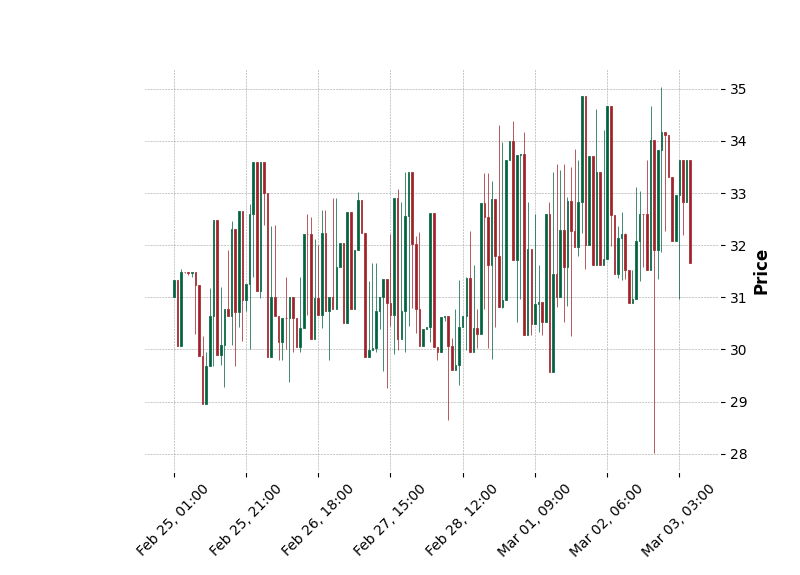 35
34
33
32
31
30
29
28
Price
Feb 25, 01:00
Feb 25, 21:00
Feb 26, 18:00
Feb 27, 15:00
Feb 28, 12:00
Mar 01, 09:00
Mar 02, 06:00
Mar 03, 03:00